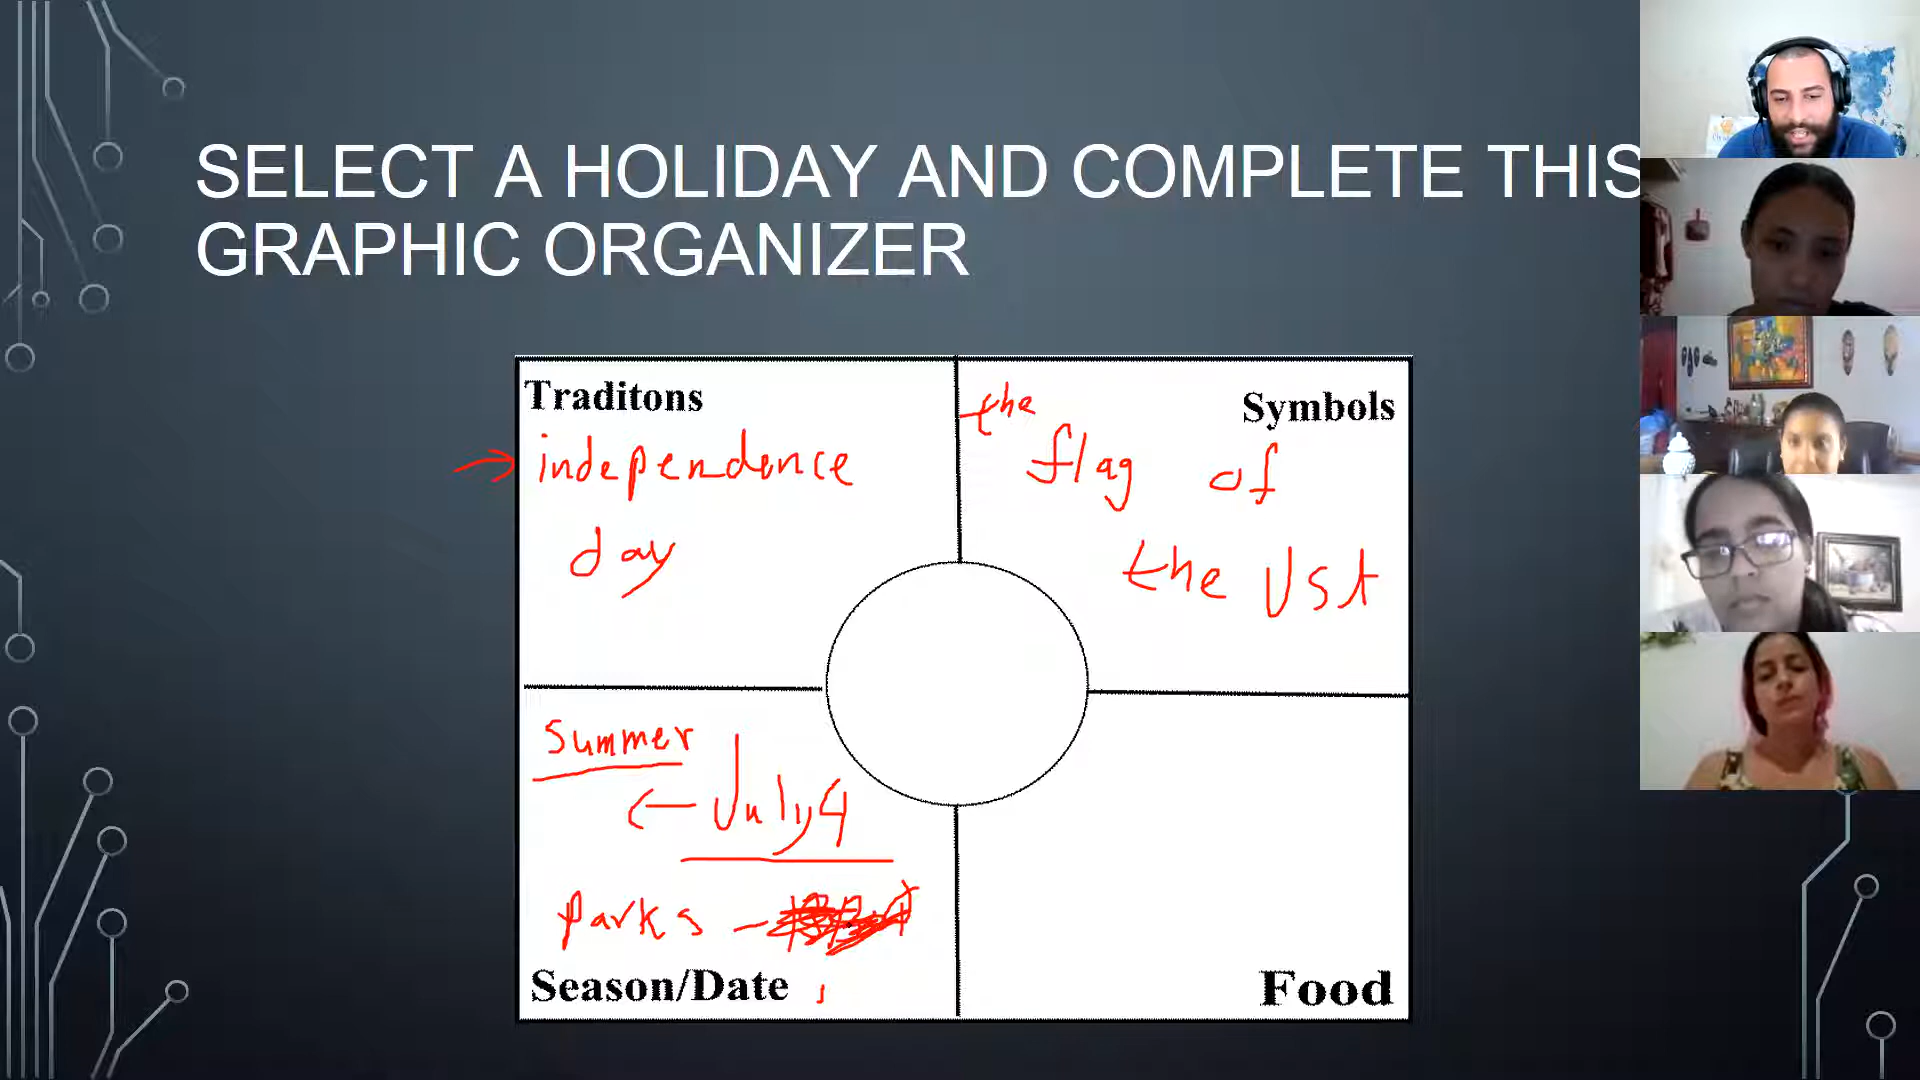 SELECT A HOLIDAY AND COMPLETE THIS
GRAPHIC ORGANIZER
Traditons
independence
day
Symbols
the
flag of
the USA
summer
July 4
parks
Season/Date
Food